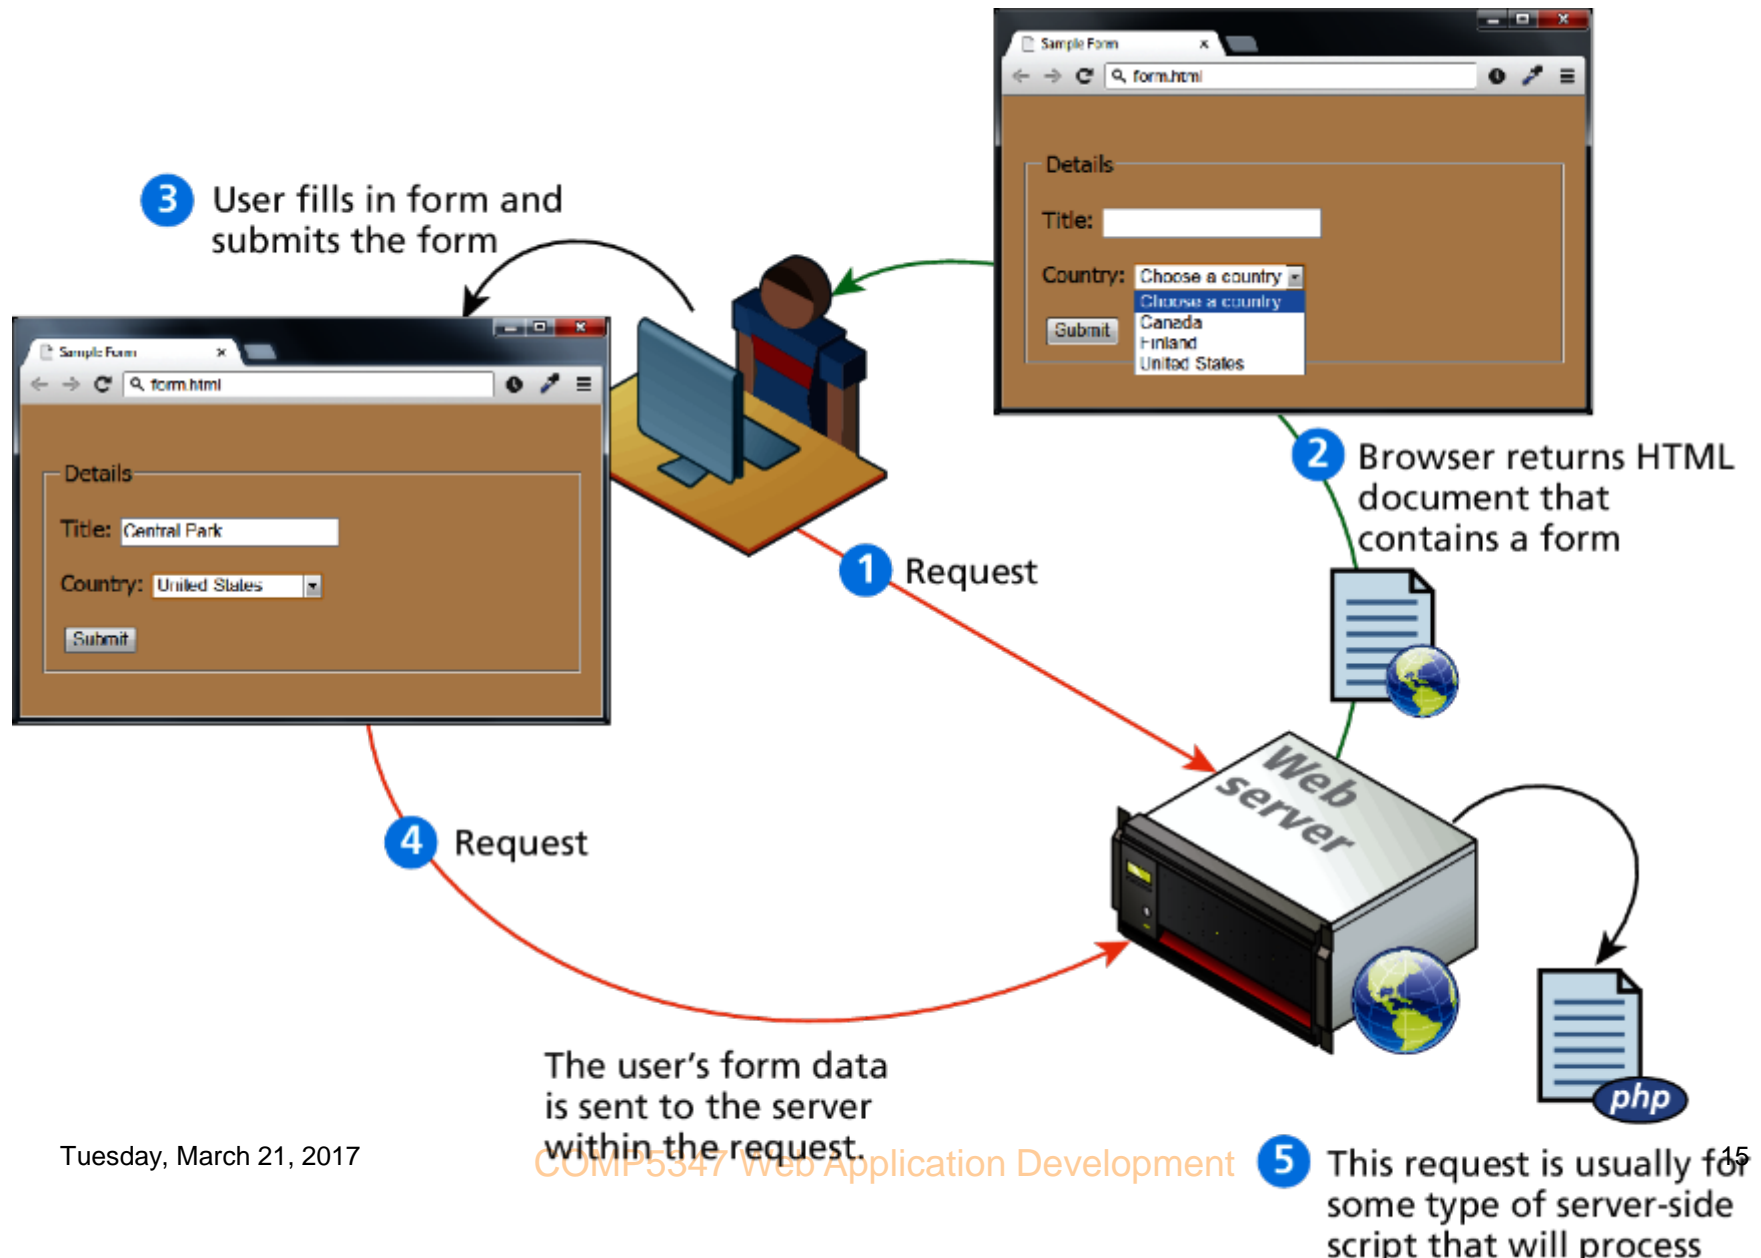 Sample Form
form.html
Details
Title:
Country: Choose a country
Choose a country
Canada
Finland
United States
Submit
3 User fills in form and
submits the form
Sample Form
form.html
Details
Title: Central Park
Country: United States
Submit
2 Browser returns HTML
document that
contains a form
1 Request
Web
server
4 Request
php
The user's form data
is sent to the server
within the request.
Tuesday, March 21, 2017
COMP5347 Web Application Development
15
5 This request is usually for
some type of server-side
script that will process